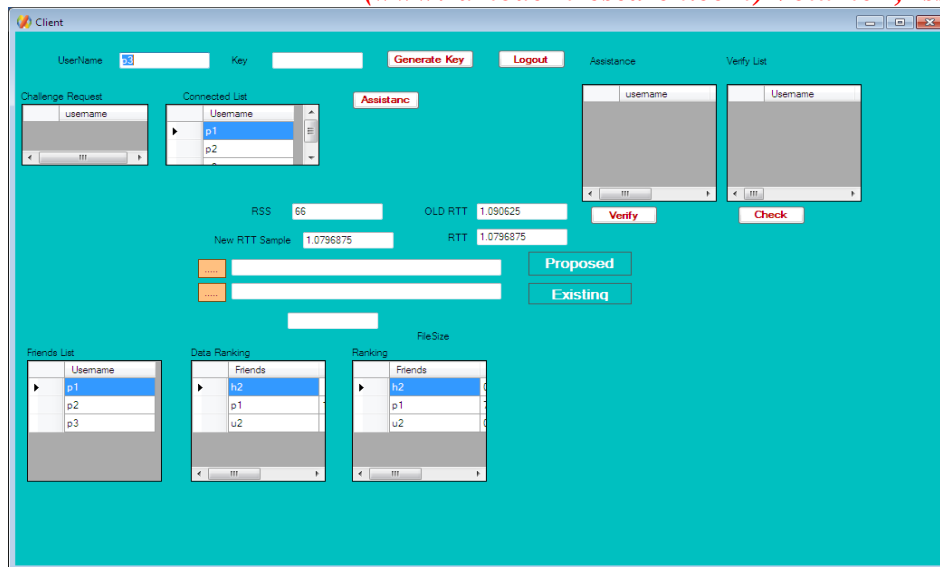 Client
UserName p3 Key Generate Key Logout Assistance Verify List
Challenge Request Connected List Assistanc
username Username username Username
p1
p2
RSS 66 OLD RTT 1.090625 Verify Check
New RTT Sample 1.0796875 RTT 1.0796875
..... Proposed
..... Existing
FileSize
Friends List Data Ranking Ranking
Username Friends Friends
p1 h2 h2
p2 p1 p1
p3 u2 u2